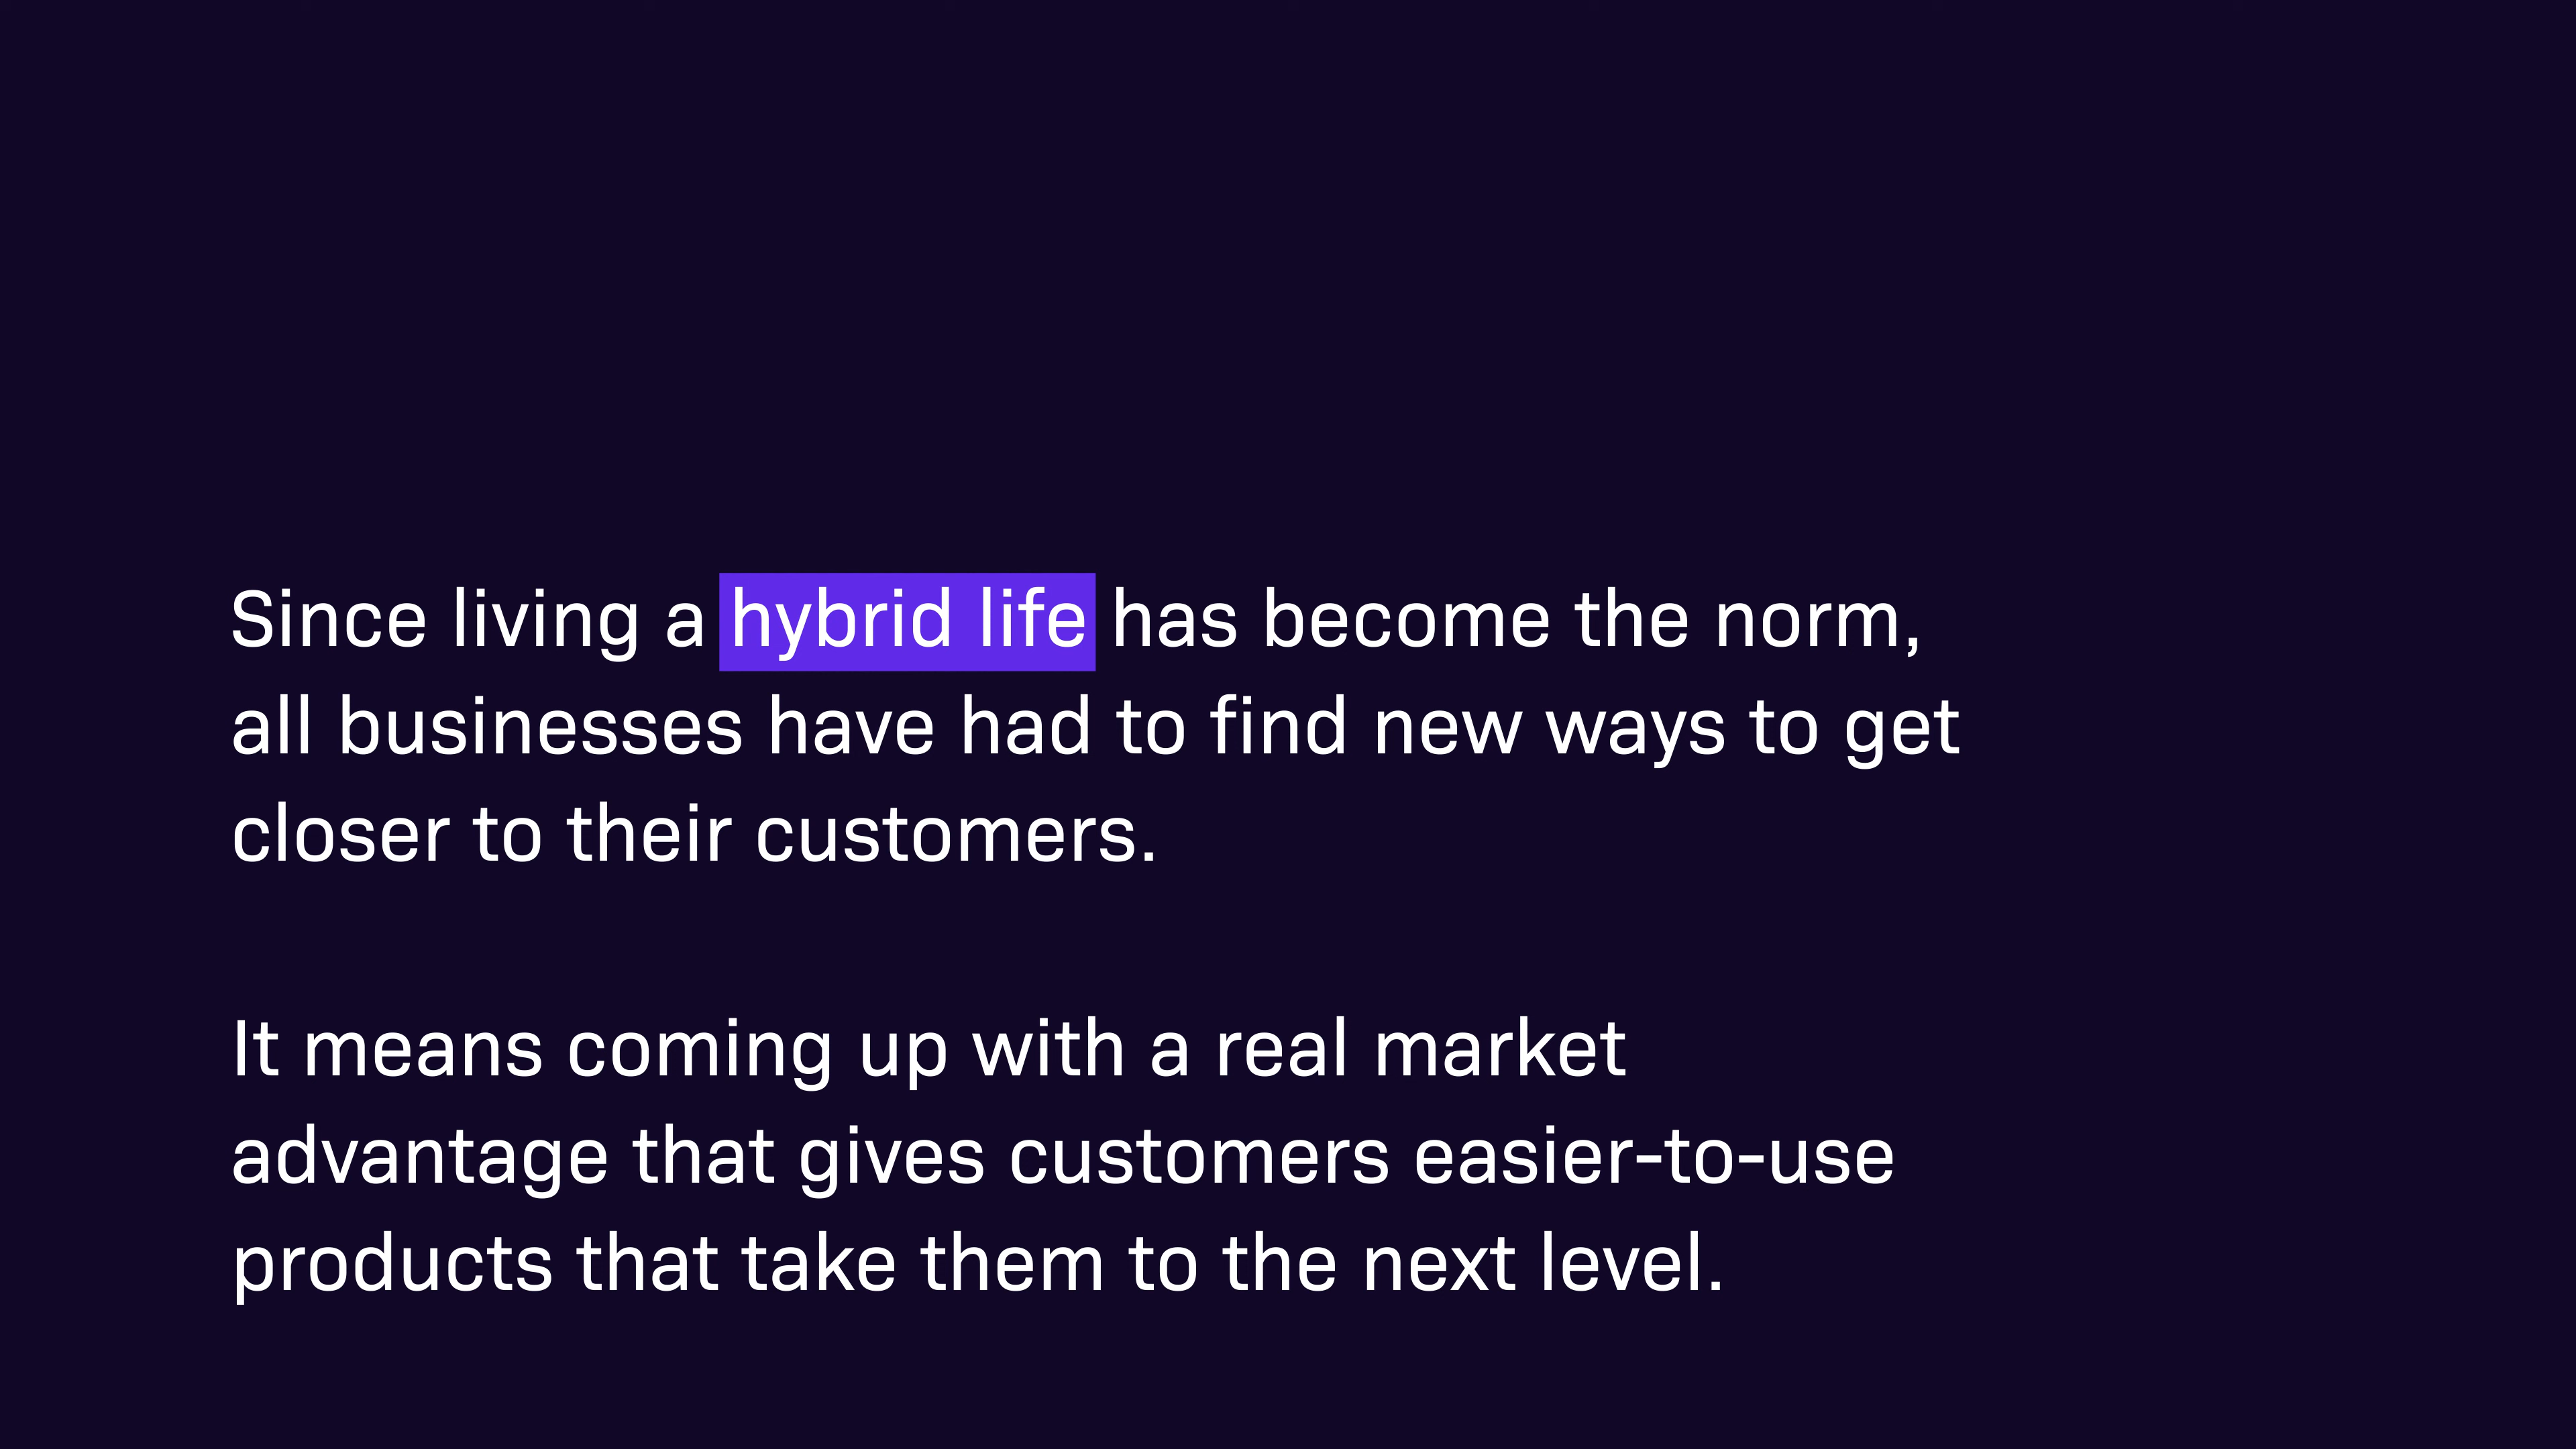 Since living a hybrid life has become the norm,
all businesses have had to find new ways to get
closer to their customers.
It means coming up with a real market
advantage that gives customers easier-to-use
products that take them to the next level.